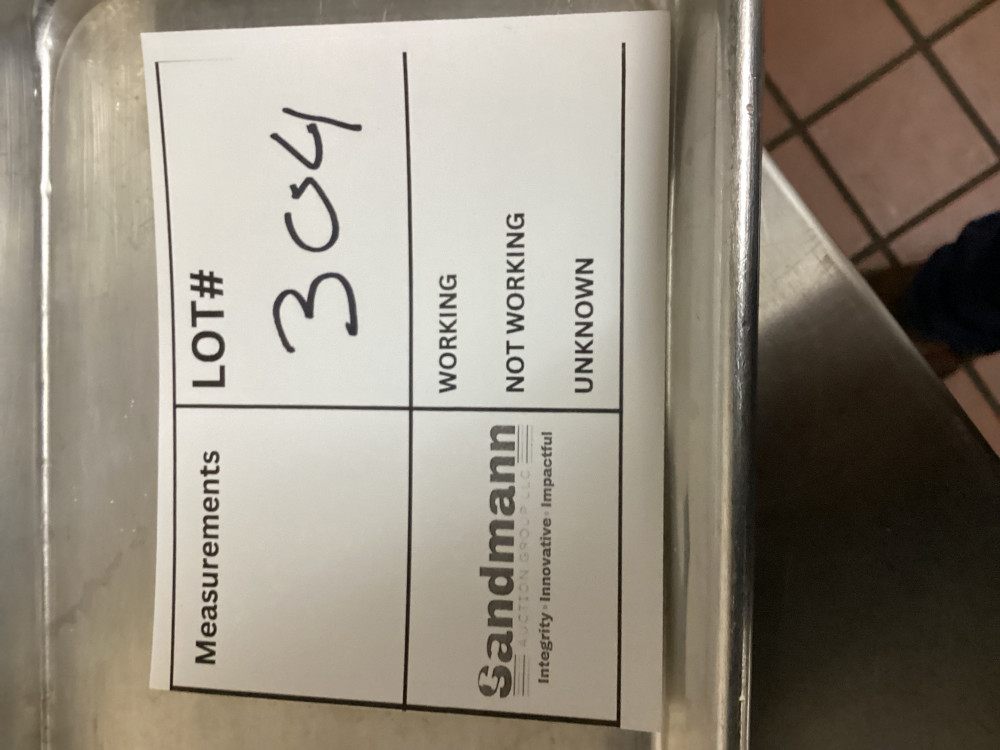 Measurements
LOT#
304
Sandmann
AUCTION GROUP LLC
Integrity · Innovative · Impactful
WORKING
NOT WORKING
UNKNOWN